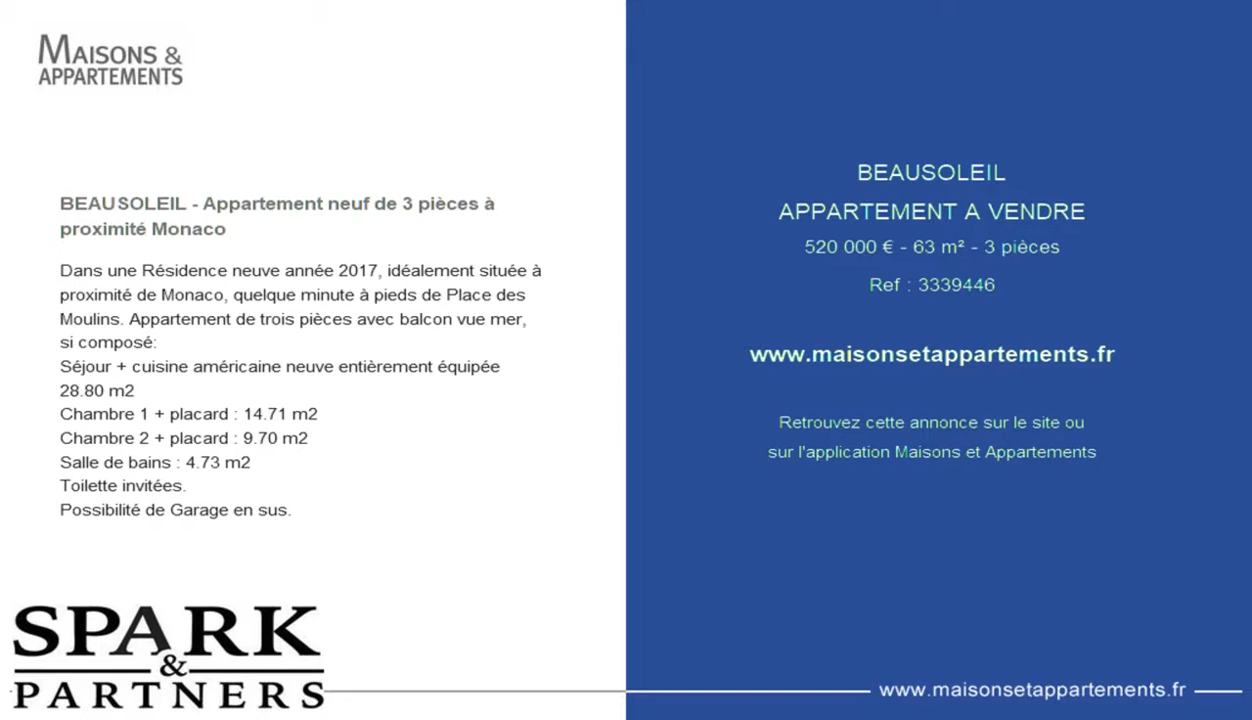 MAISONS &
APPARTEMENTS
BEAUSOLEIL - Appartement neuf de 3 pièces à
proximité Monaco
Dans une Résidence neuve année 2017, idéalement située à
proximité de Monaco, quelque minute à pieds de Place des
Moulins. Appartement de trois pièces avec balcon vue mer,
si composé:
Séjour + cuisine américaine neuve entièrement équipée
28.80 m2
Chambre 1 + placard : 14.71 m2
Chambre 2 + placard : 9.70 m2
Salle de bains : 4.73 m2
Toilette invitées.
Possibilité de Garage en sus.
SPARK
&
PARTNERS
BEAUSOLEIL
APPARTEMENT A VENDRE
520 000 € - 63 m² - 3 pièces
Ref : 3339446
www.maisonsetappartements.fr
Retrouvez cette annonce sur le site ou
sur l'application Maisons et Appartements
www.maisonsetappartements.fr